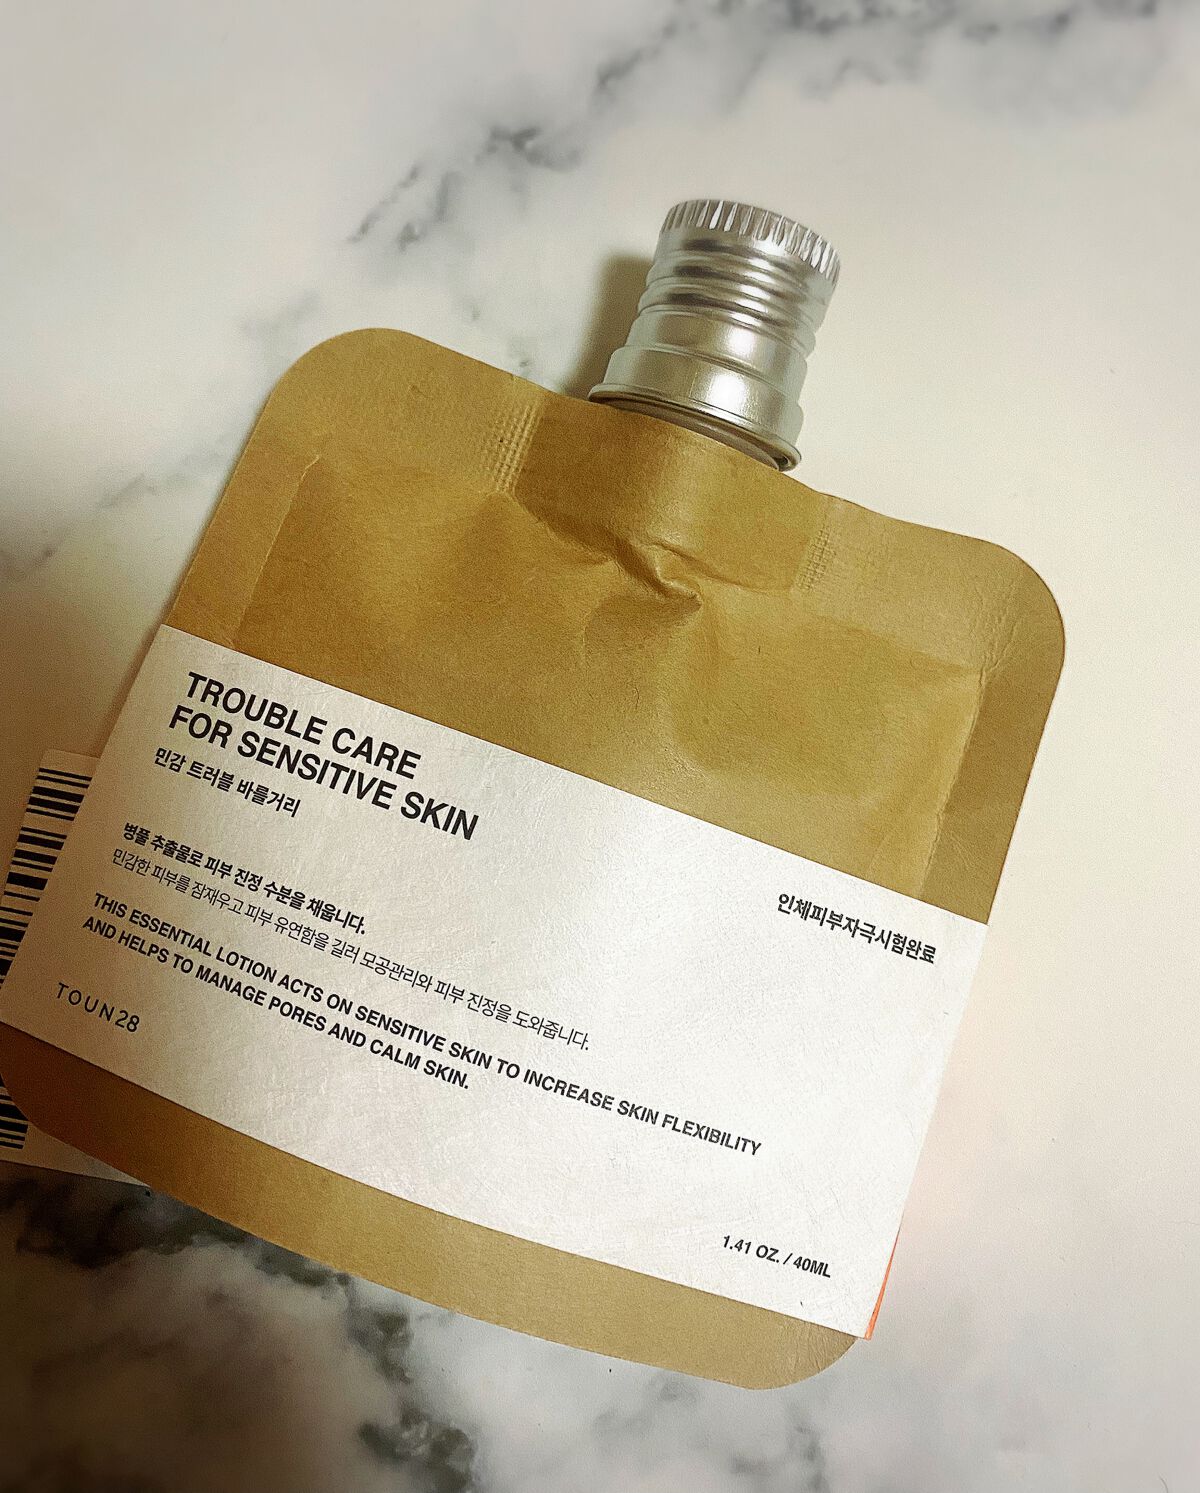 TROUBLE CARE
FOR SENSITIVE SKIN
민감 트러블 바를거리
인체피부자극시험완료
병풀 추출물로 피부 진정 수분을 채웁니다.
민감한 피부를 잠재우고 피부 유연함을 길러 모공관리와 피부 진정을 도와줍니다.
THIS ESSENTIAL LOTION ACTS ON SENSITIVE SKIN TO INCREASE SKIN FLEXIBILITY
AND HELPS TO MANAGE PORES AND CALM SKIN.
TOUN28
1.41 OZ. / 40ML